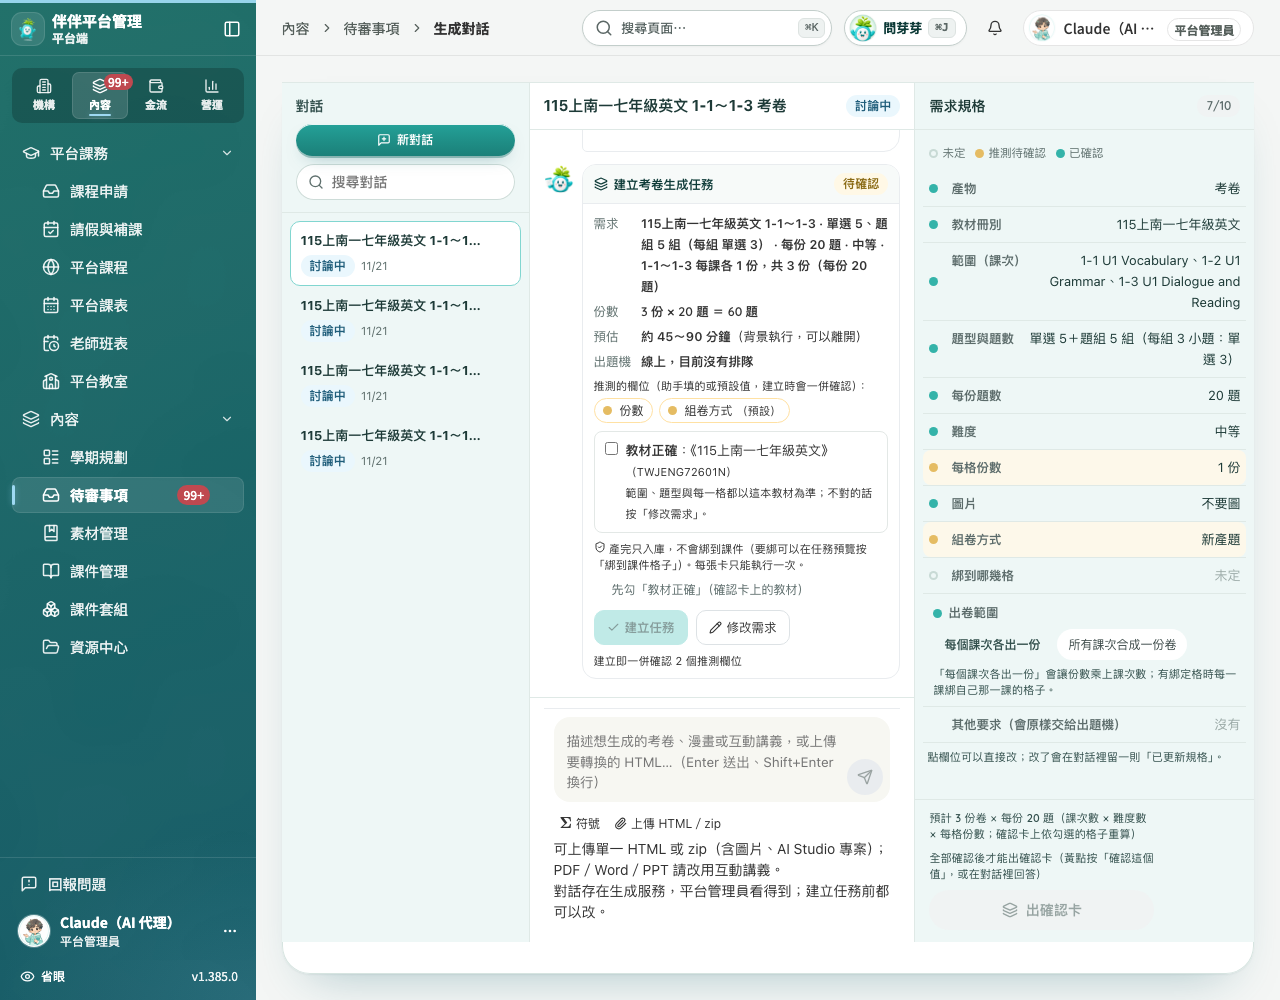 伴伴平台管理
平台端
機構
內容
99+
金流
營運
平台課務
課程申請
請假與補課
平台課程
平台課表
老師班表
平台教室
內容
學期規劃
待審事項
99+
素材管理
課件管理
課件套組
資源中心
回報問題
Claude（AI 代理）
平台管理員
省眼
v1.385.0
內容
待審事項
生成對話
搜尋頁面…
⌘K
問芽芽
⌘J
Claude（AI …
平台管理員
對話
新對話
搜尋對話
115上南一七年級英文 1-1～1...
討論中
11/21
115上南一七年級英文 1-1～1...
討論中
11/21
115上南一七年級英文 1-1～1...
討論中
11/21
115上南一七年級英文 1-1～1...
討論中
11/21
115上南一七年級英文 1-1～1-3 考卷
討論中
建立考卷生成任務
待確認
需求
115上南一七年級英文 1-1～1-3 · 單選 5、題
組 5 組（每組 單選 3） · 每份 20 題 · 中等 ·
1-1～1-3 每課各 1 份，共 3 份（每份 20
題）
份數
3 份 × 20 題 ＝ 60 題
預估
約 45～90 分鐘（背景執行，可以離開）
出題機
線上，目前沒有排隊
推測的欄位（助手填的或預設值，建立時會一併確認）：
份數
組卷方式 （預設）
教材正確：《115上南一七年級英文》
（TWJENG72601N）
範圍、題型與每一格都以這本教材為準；不對的話
按「修改需求」。
產完只入庫，不會綁到課件（要綁可以在任務預覽按
「綁到課件格子」）。每張卡只能執行一次。
先勾「教材正確」（確認卡上的教材）
建立任務
修改需求
建立即一併確認 2 個推測欄位
描述想生成的考卷、漫畫或互動講義，或上傳
要轉換的 HTML...（Enter 送出、Shift+Enter
換行）
Σ 符號
上傳 HTML / zip
可上傳單一 HTML 或 zip（含圖片、AI Studio 專案）；
PDF / Word / PPT 請改用互動講義。
對話存在生成服務，平台管理員看得到；建立任務前都
可以改。
需求規格
7/10
未定
推測待確認
已確認
產物
考卷
教材冊別
115上南一七年級英文
範圍（課次）
1-1 U1 Vocabulary、1-2 U1
Grammar、1-3 U1 Dialogue and
Reading
題型與題數
單選 5＋題組 5 組（每組 3 小題：單
選 3）
每份題數
20 題
難度
中等
每格份數
1 份
圖片
不要圖
組卷方式
新產題
綁到哪幾格
未定
出卷範圍
每個課次各出一份
所有課次合成一份卷
「每個課次各出一份」會讓份數乘上課次數；有綁定格時每一
課綁自己那一課的格子。
其他要求（會原樣交給出題機）
沒有
點欄位可以直接改；改了會在對話裡留一則「已更新規格」。
預計 3 份卷 × 每份 20 題（課次數 × 難度數
× 每格份數；確認卡上依勾選的格子重算）
全部確認後才能出確認卡（黃點按「確認這個
值」，或在對話裡回答）
出確認卡